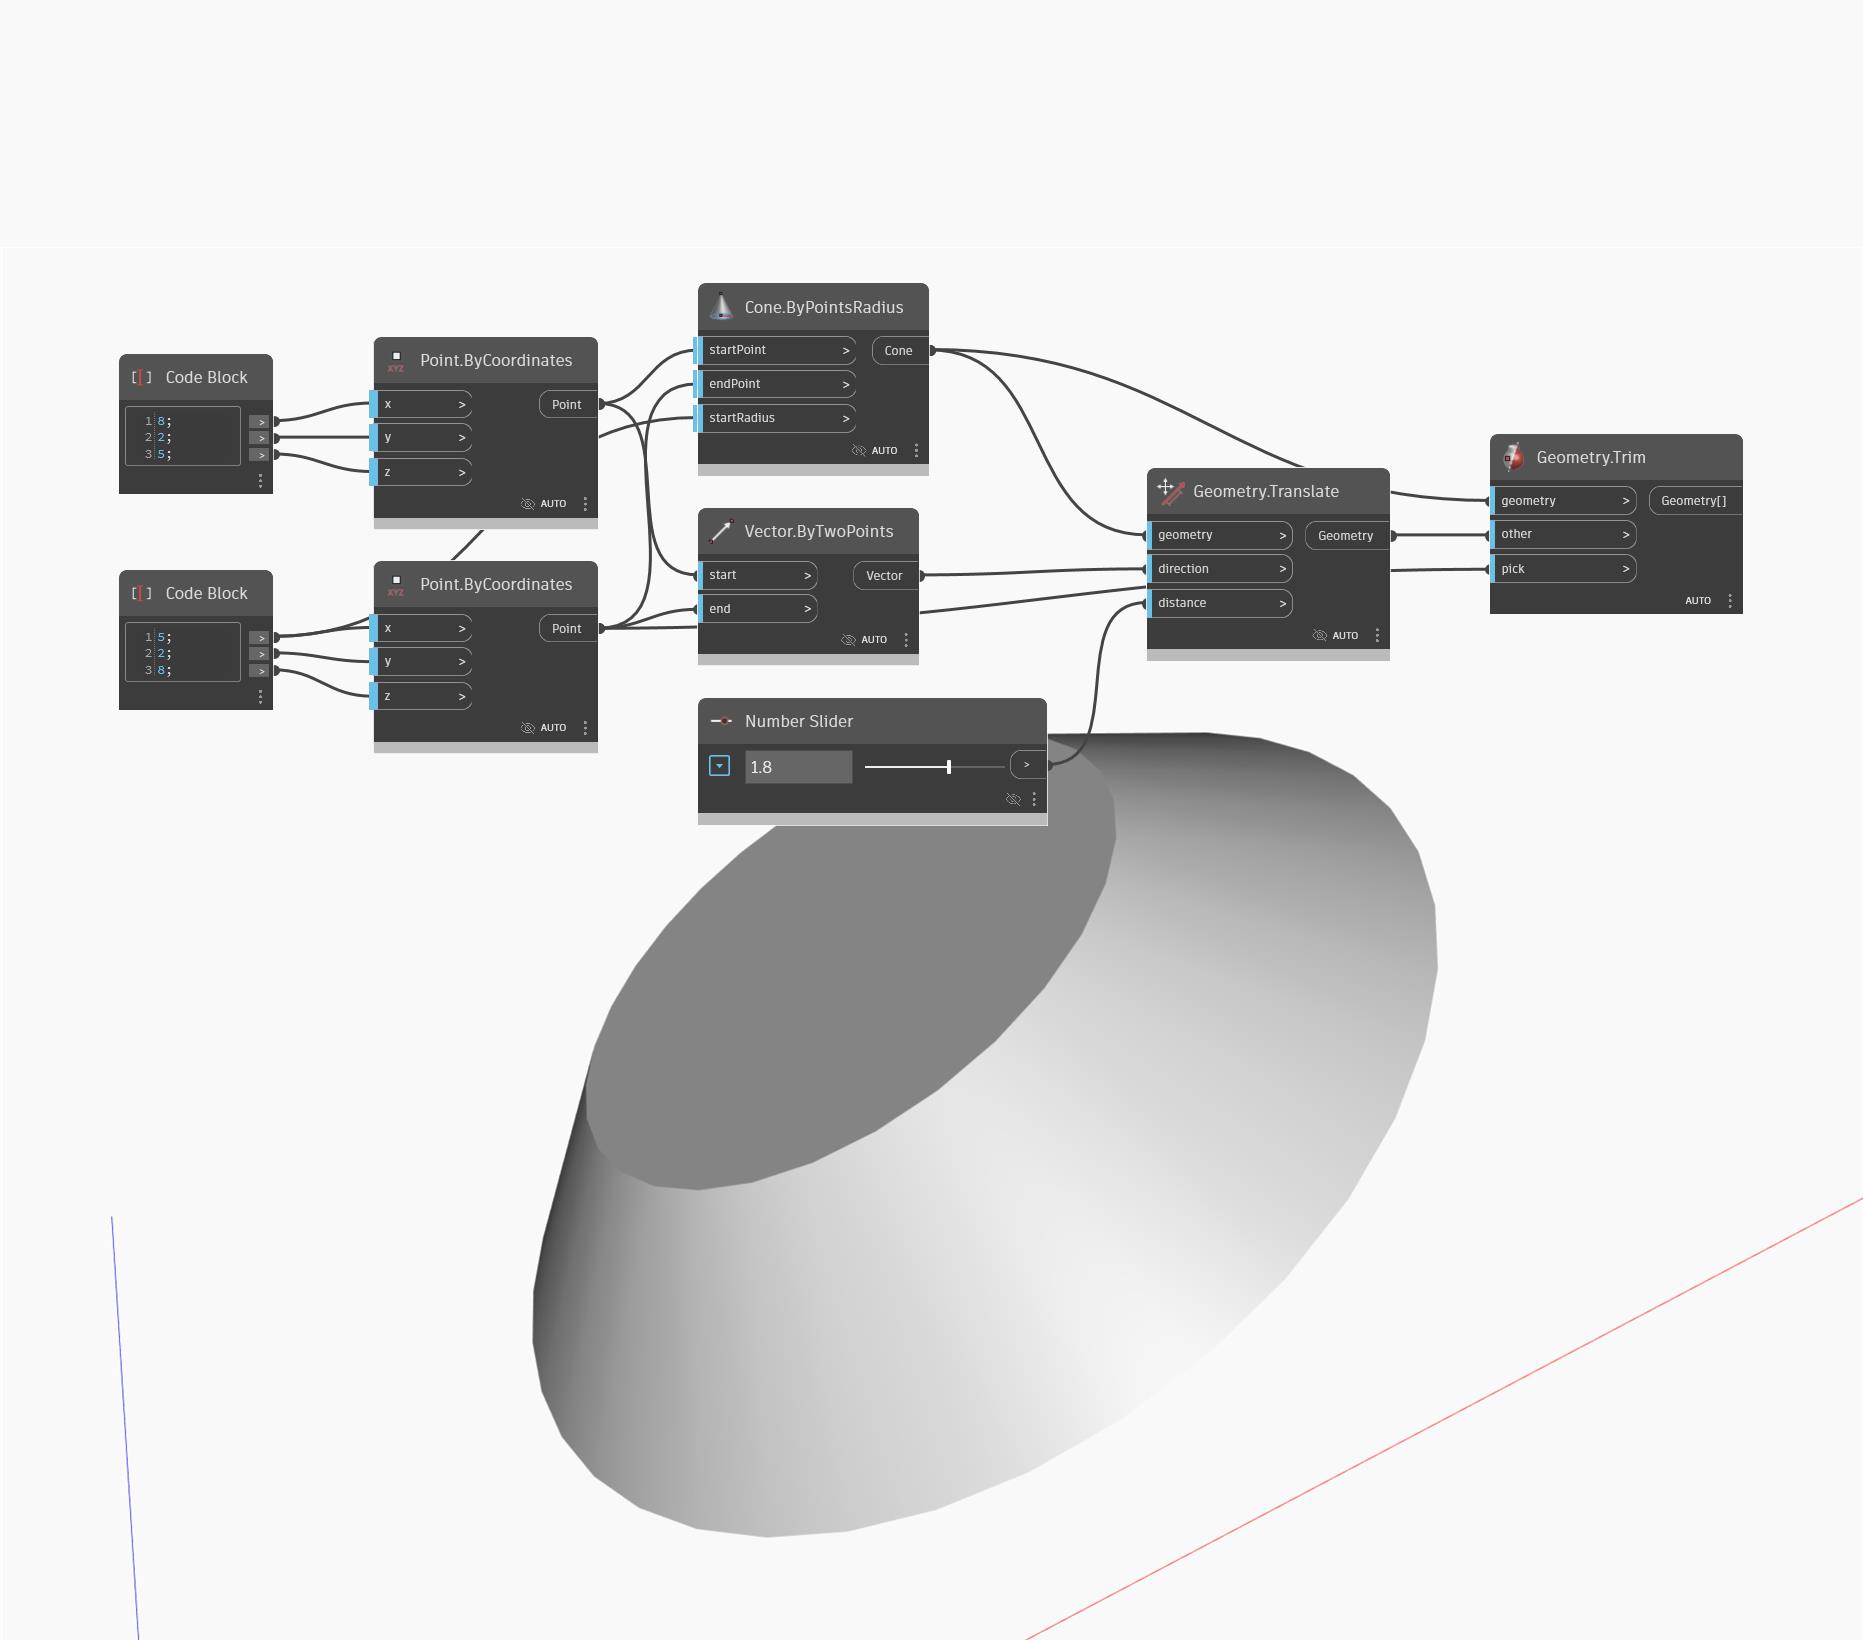 Code Block
1 8;
2 2;
3 5;
>
>
>
XYZ
Point.ByCoordinates
x >
y >
z >
Point
AUTO
Code Block
1 5;
2 2;
3 8;
>
>
>
XYZ
Point.ByCoordinates
x >
y >
z >
Point
AUTO
Cone.ByPointsRadius
startPoint >
endPoint >
startRadius >
Cone
AUTO
Vector.ByTwoPoints
start >
end >
Vector
AUTO
Number Slider
1.8
>
Geometry.Translate
geometry >
direction >
distance >
Geometry
AUTO
Geometry.Trim
geometry >
other >
pick >
Geometry[]
AUTO